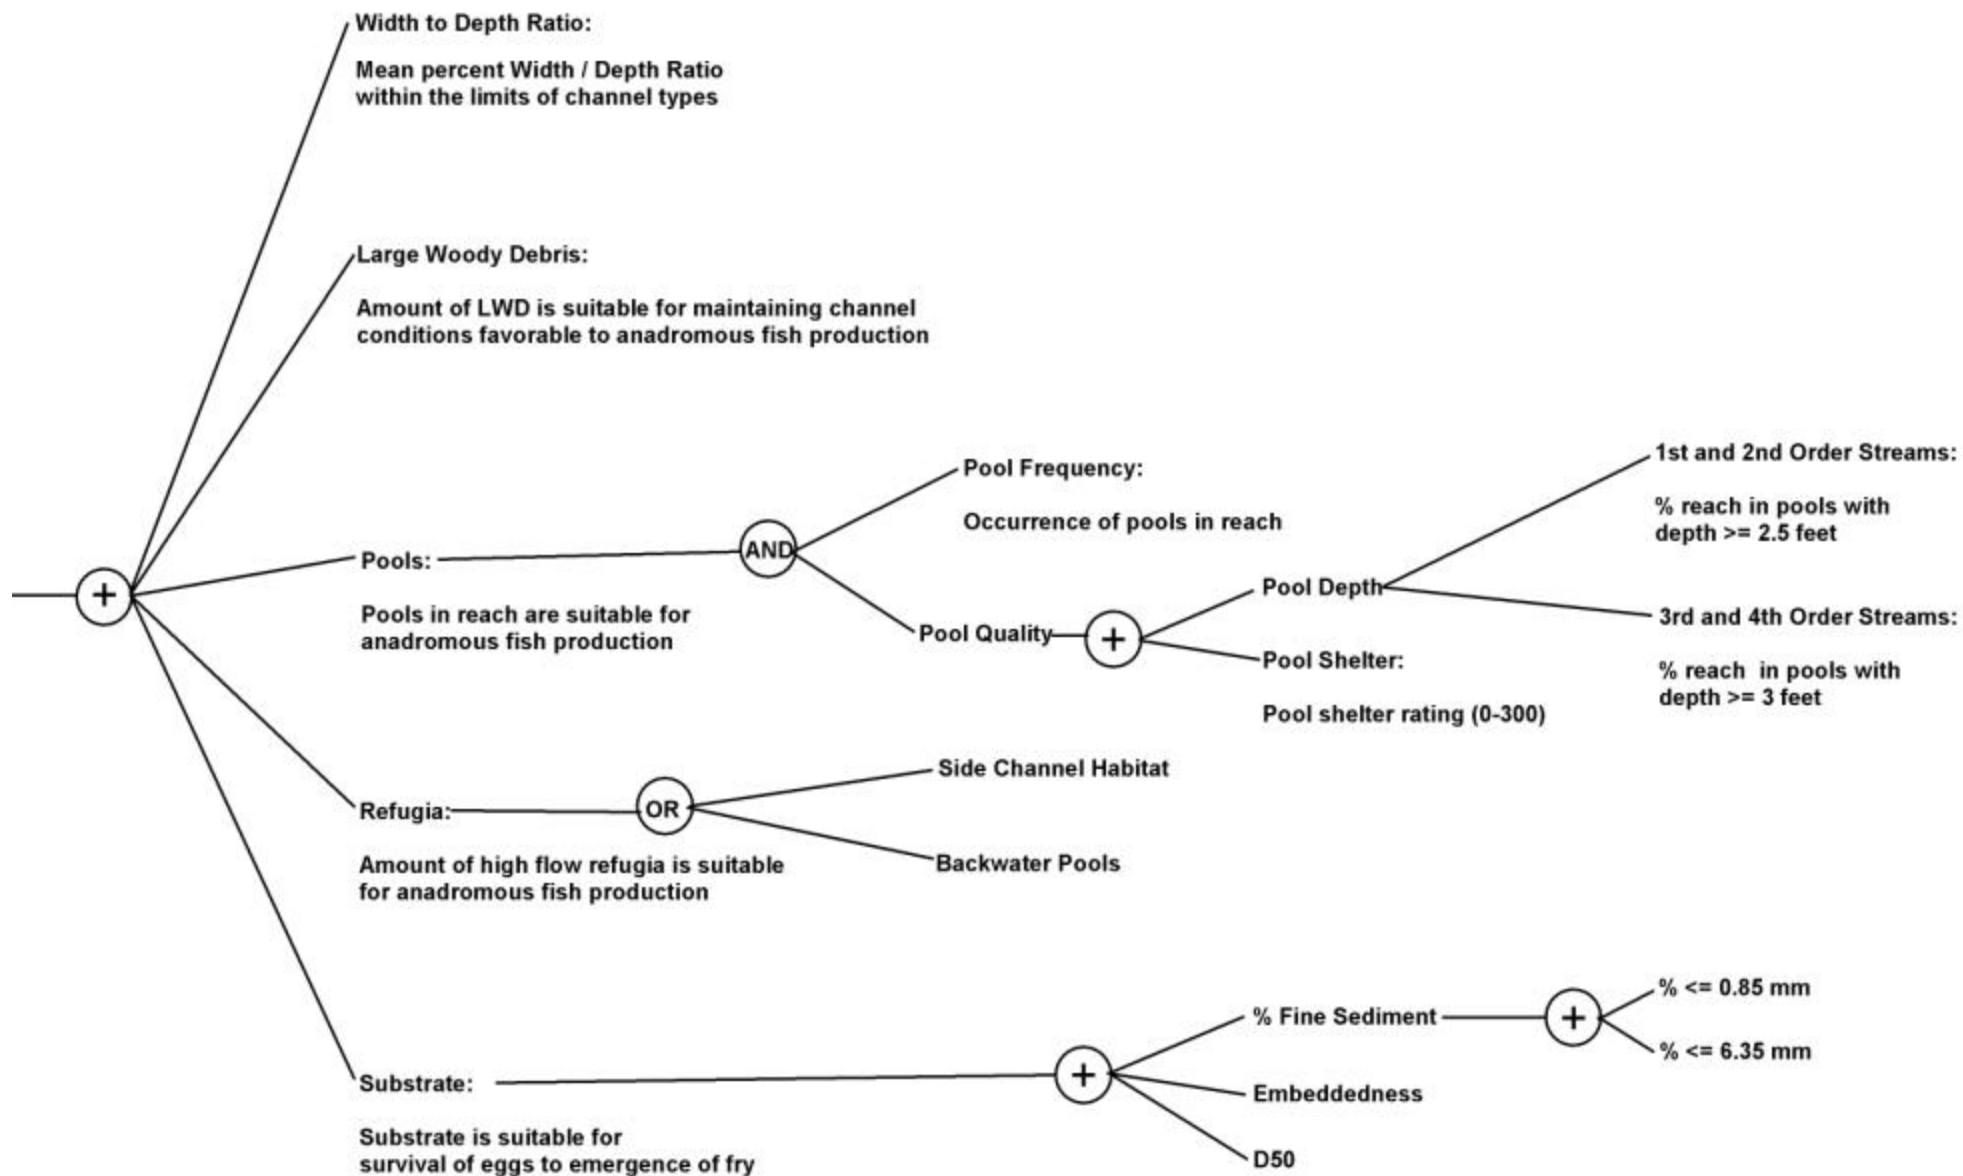 Width to Depth Ratio:
Mean percent Width / Depth Ratio
within the limits of channel types
Large Woody Debris:
Amount of LWD is suitable for maintaining channel
conditions favorable to anadromous fish production
+
Pools:
Pools in reach are suitable for
anadromous fish production
AND
Pool Frequency:
Occurrence of pools in reach
Pool Quality
+
Pool Depth
1st and 2nd Order Streams:
% reach in pools with
depth >= 2.5 feet
3rd and 4th Order Streams:
% reach in pools with
depth >= 3 feet
Pool Shelter:
Pool shelter rating (0-300)
Refugia:
Amount of high flow refugia is suitable
for anadromous fish production
OR
Side Channel Habitat
Backwater Pools
Substrate:
Substrate is suitable for
survival of eggs to emergence of fry
+
% Fine Sediment
+
% <= 0.85 mm
% <= 6.35 mm
Embeddedness
D50